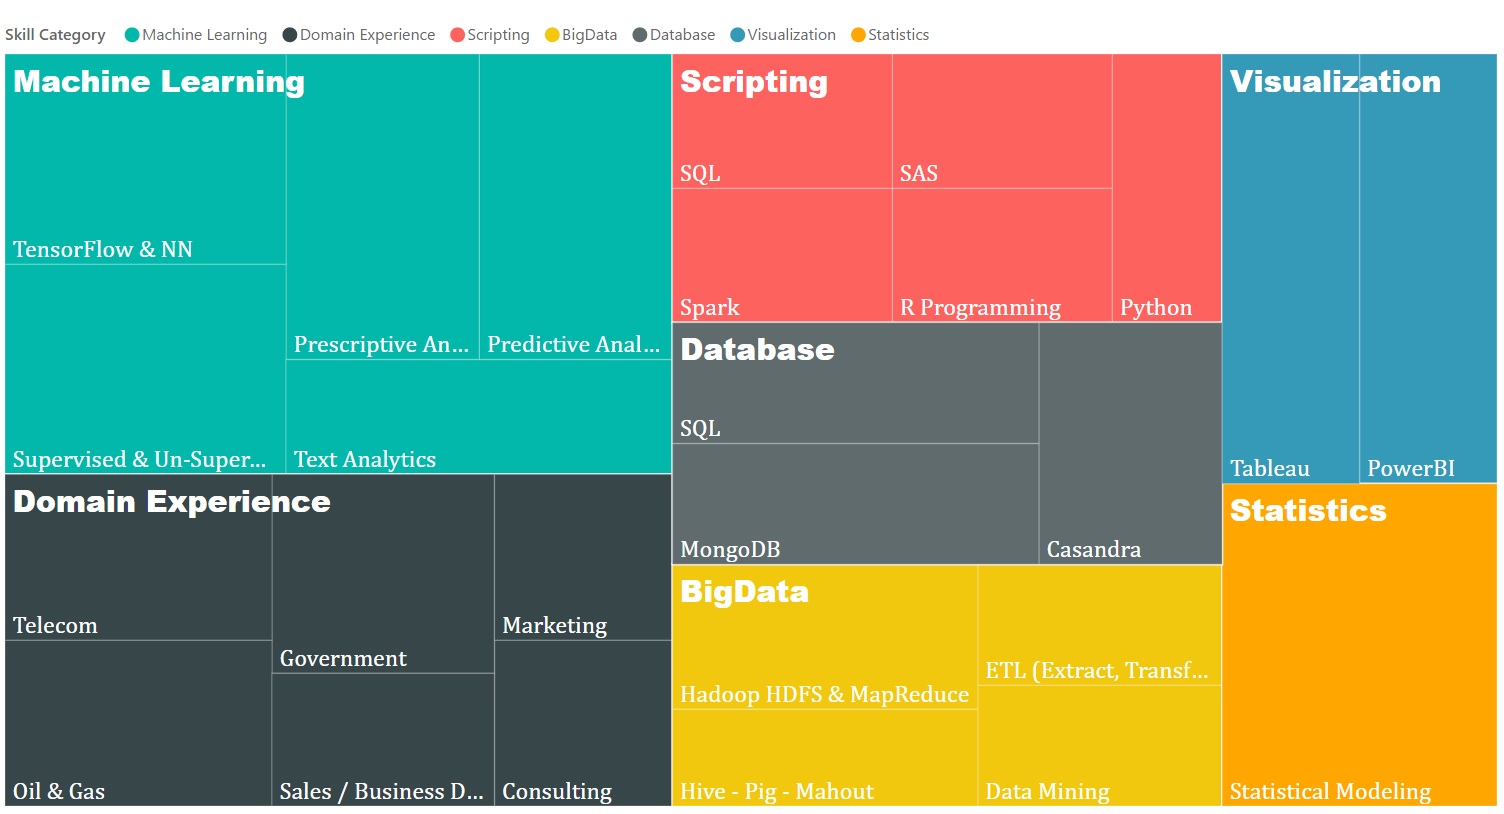 Skill Category Machine Learning Domain Experience Scripting BigData Database Visualization Statistics
Machine Learning
TensorFlow & NN
Supervised & Un-Super...
Prescriptive An...
Predictive Anal...
Text Analytics
Domain Experience
Telecom
Oil & Gas
Government
Sales / Business D...
Marketing
Consulting
Scripting
SQL
SAS
Spark
R Programming
Python
Database
SQL
MongoDB
Casandra
BigData
Hadoop HDFS & MapReduce
Hive - Pig - Mahout
ETL (Extract, Transf...
Data Mining
Visualization
Tableau
PowerBI
Statistics
Statistical Modeling